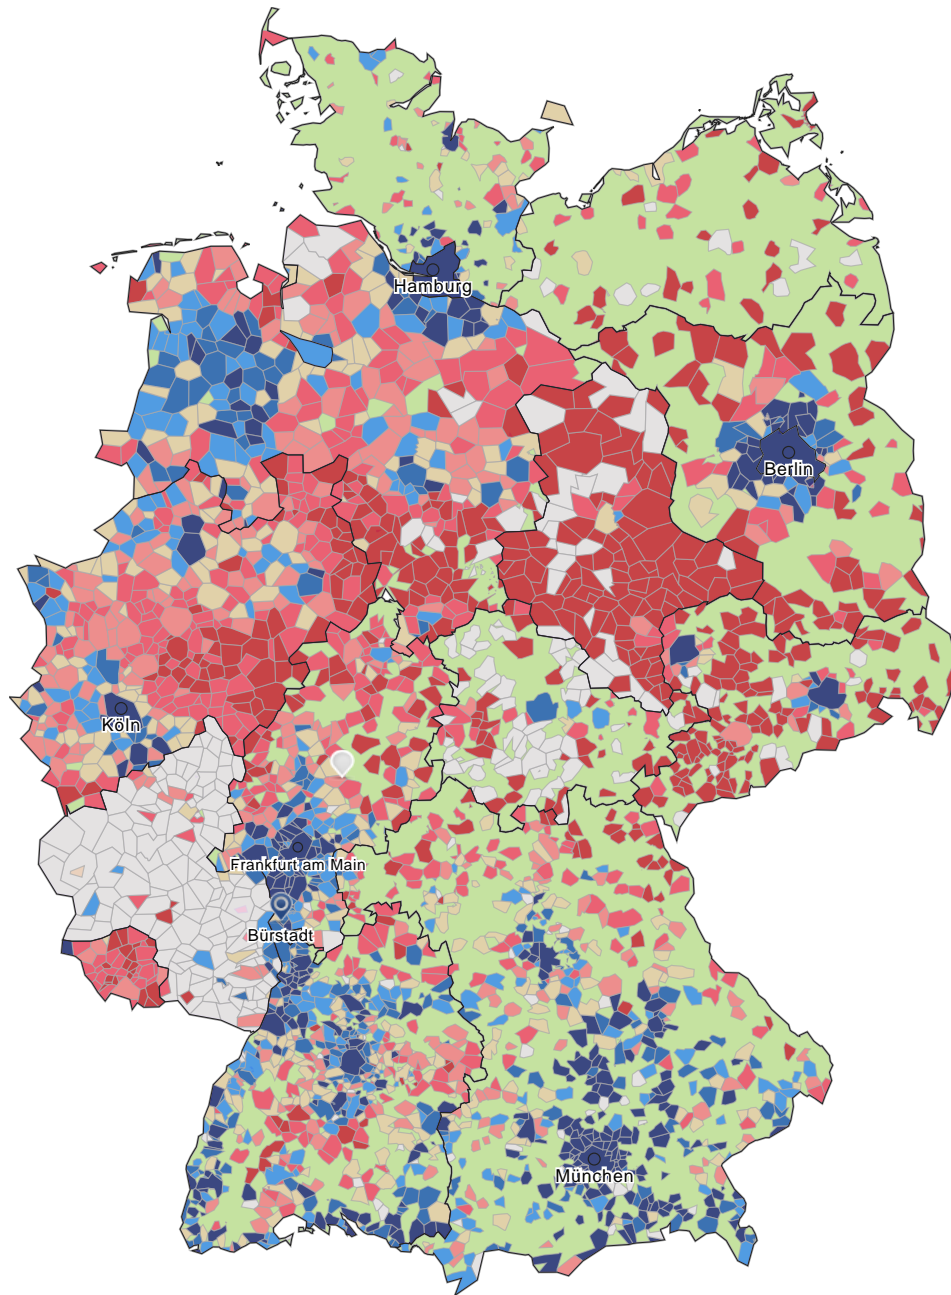 Hamburg
Berlin
Köln
Frankfurt am Main
Bürstadt
München